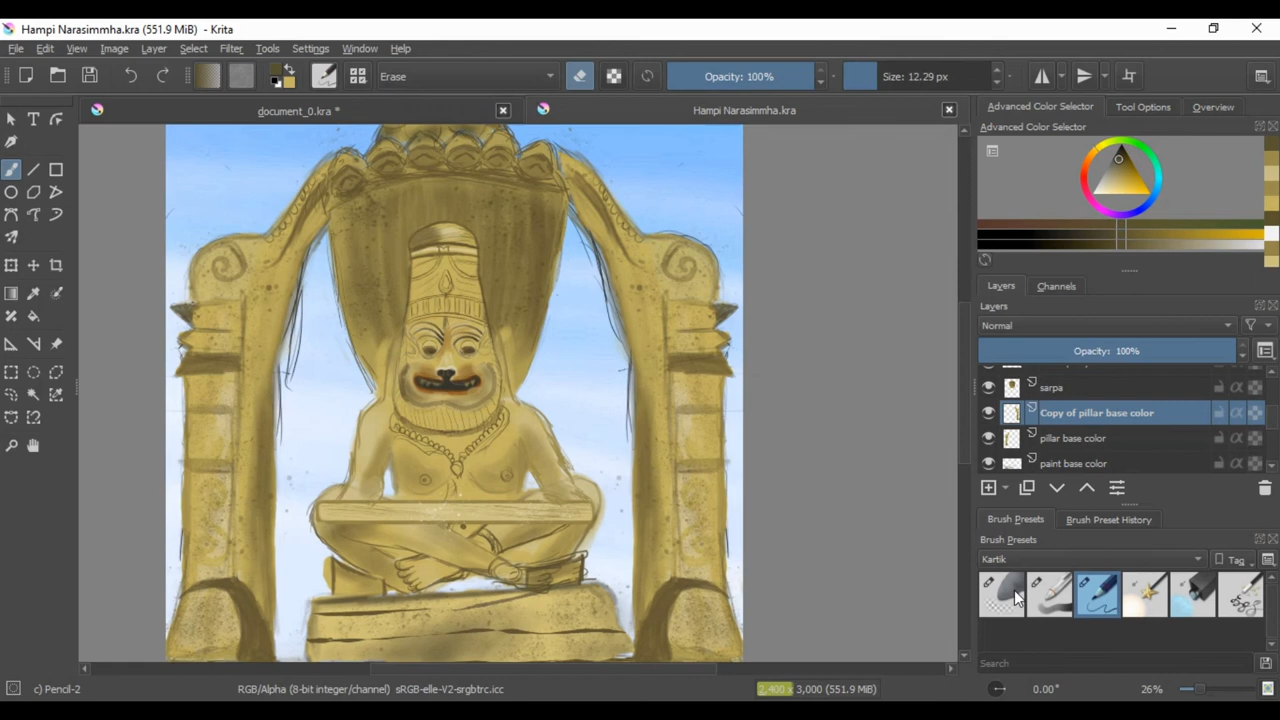 Hampi Narasimmha.kra (551.9 MiB) - Krita
File Edit View Image Layer Select Filter Tools Settings Window Help
Erase Opacity: 100% Size: 12.29 px
document_0.kra * Hampi Narasimmha.kra
Advanced Color Selector Tool Options Overview
Advanced Color Selector
Layers Channels
Layers
Normal
Opacity: 100%
sarpa
Copy of pillar base color
pillar base color
paint base color
Brush Presets Brush Preset History
Brush Presets
Kartik Tag
Search
c) Pencil-2 RGB/Alpha (8-bit integer/channel) sRGB-elle-V2-srgbtrc.icc 2,400 x 3,000 (551.9 MiB) 0.00° 26%